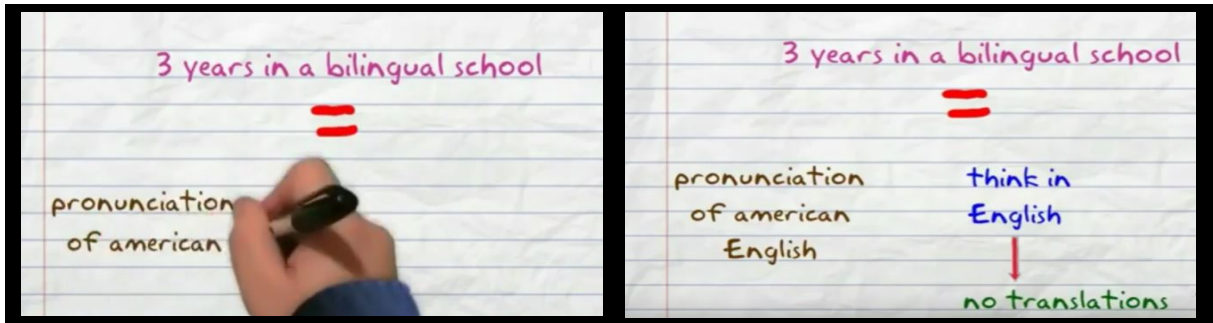 3 years in a bilingual school
=
pronunciation
of american
3 years in a bilingual school
=
pronunciation
of american
English
think in
English
no translations